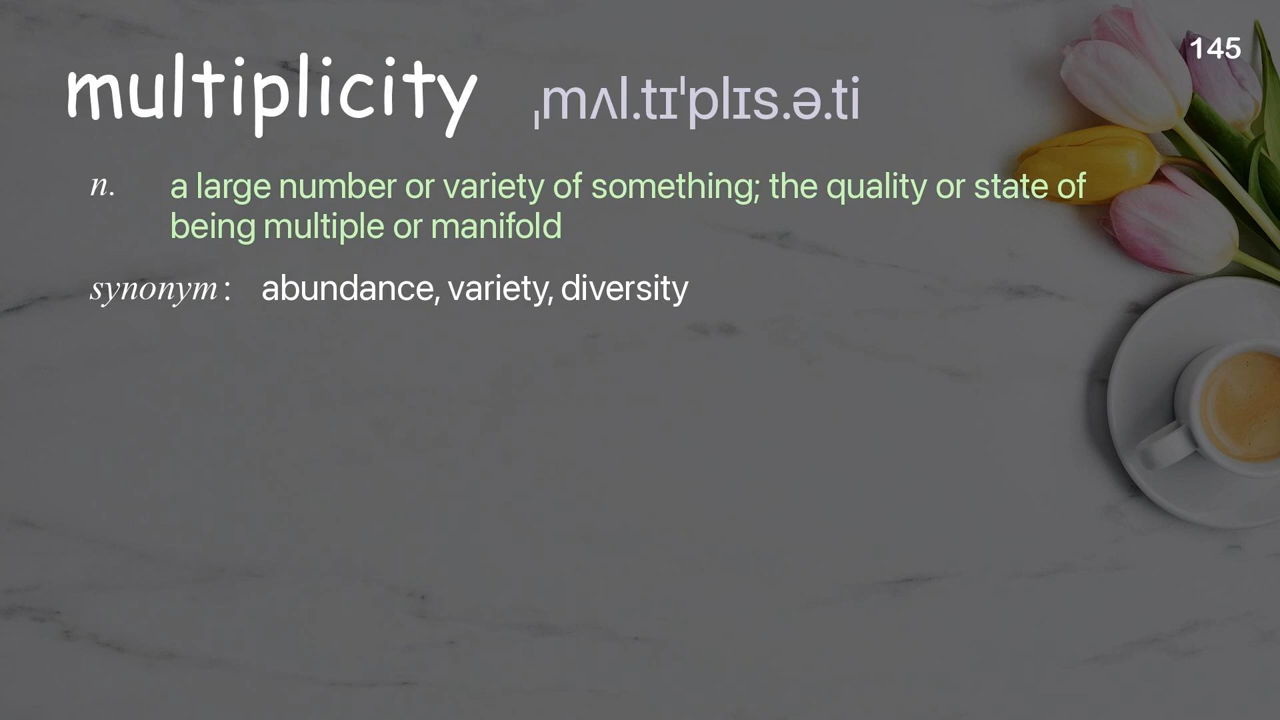 145
multiplicity ˌmʌl.tɪˈplɪs.ə.ti
n. a large number or variety of something; the quality or state of
being multiple or manifold
synonym: abundance, variety, diversity